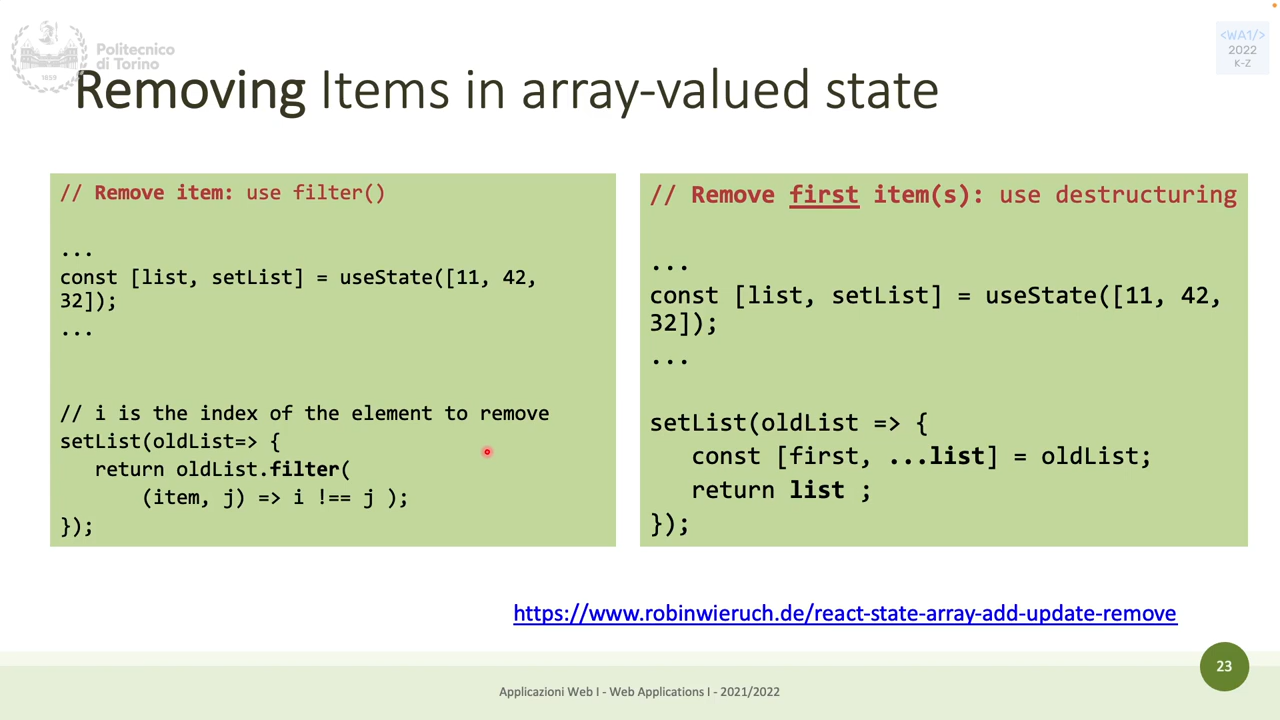 Politecnico
di Torino
1859
<WA1/>
2022
K-Z
Removing Items in array-valued state
// Remove item: use filter()
...
const [list, setList] = useState([11, 42,
32]);
...
// i is the index of the element to remove
setList(oldList=> {
return oldList.filter(
(item, j) => i !== j );
});
// Remove first item(s): use destructuring
...
const [list, setList] = useState([11, 42,
32]);
...
setList(oldList => {
const [first, ...list] = oldList;
return list ;
});
https://www.robinwieruch.de/react-state-array-add-update-remove
23
Applicazioni Web I - Web Applications I - 2021/2022